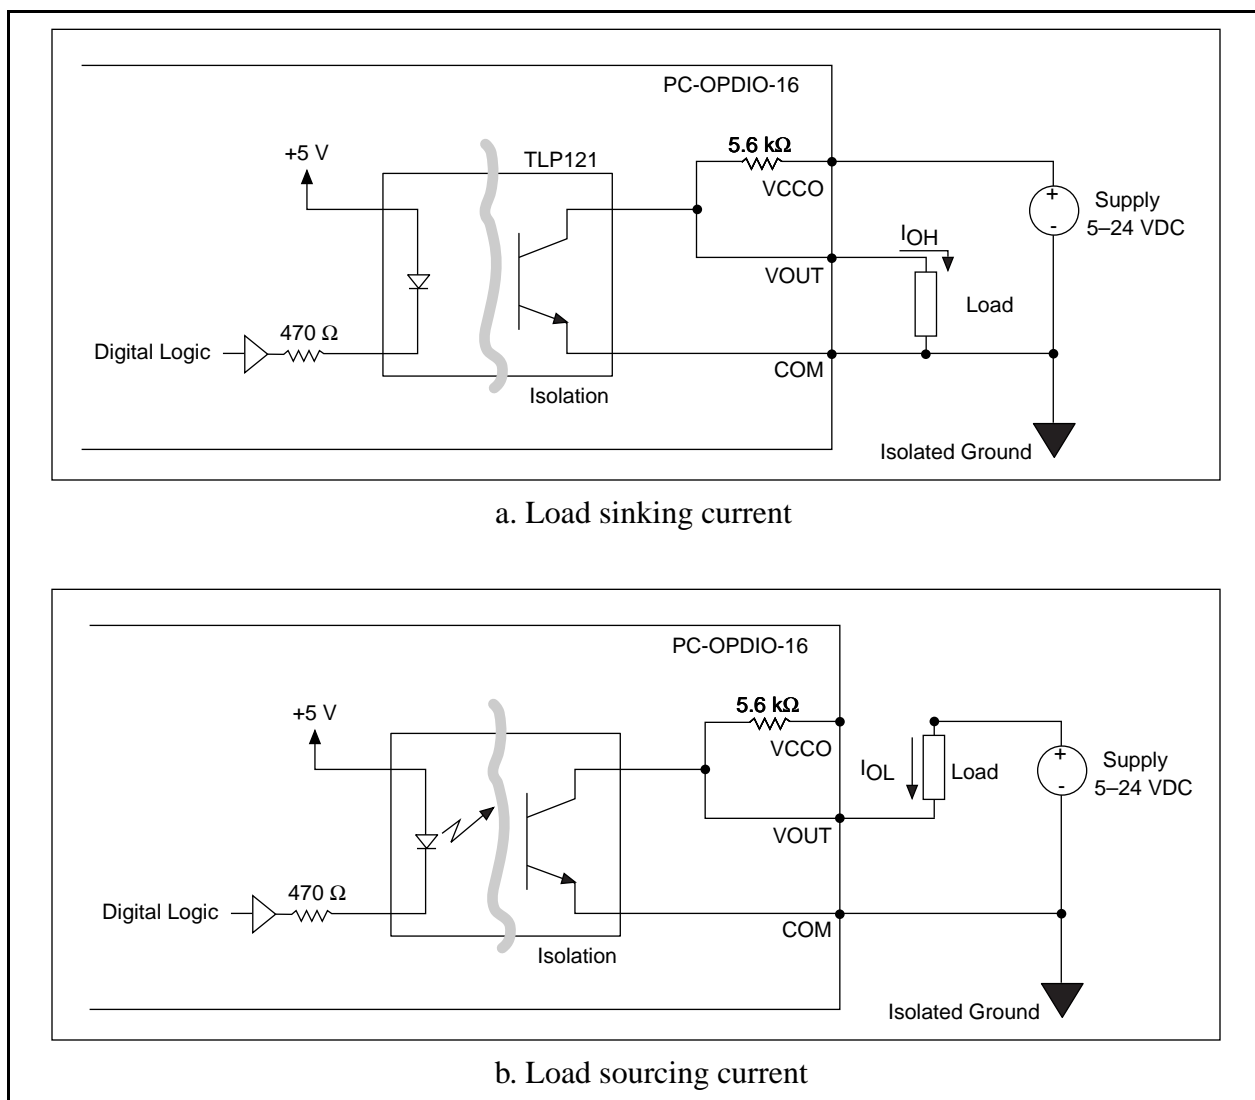 PC-OPDIO-16
5.6 kΩ
+5 V
TLP121
VCCO
+
Supply
5–24 VDC
-
IOH
VOUT
Load
470 Ω
Digital Logic
COM
Isolation
Isolated Ground
a. Load sinking current
PC-OPDIO-16
5.6 kΩ
+5 V
VCCO
+
Supply
5–24 VDC
-
IOL
Load
VOUT
470 Ω
Digital Logic
COM
Isolation
Isolated Ground
b. Load sourcing current